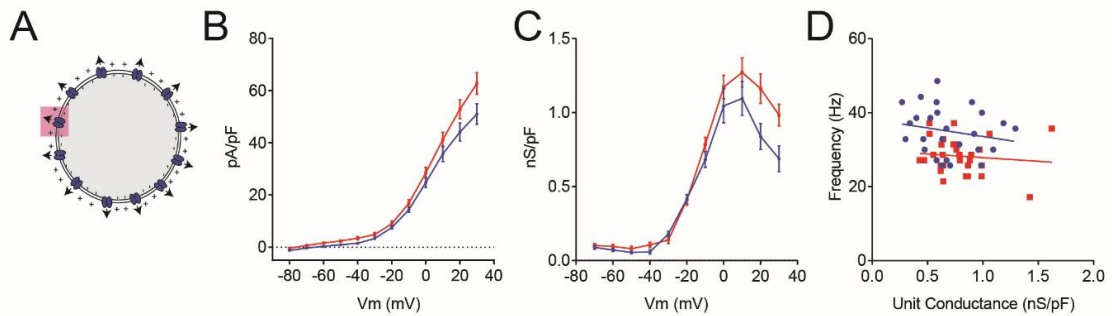 A
B
C
D
80
60
40
20
0
pA/pF
-80 -60 -40 -20 0 20 40
Vm (mV)
1.5
1.0
0.5
0.0
nS/pF
-80 -60 -40 -20 0 20 40
Vm (mV)
60
40
20
0
Frequency (Hz)
0.0 0.5 1.0 1.5 2.0
Unit Conductance (nS/pF)